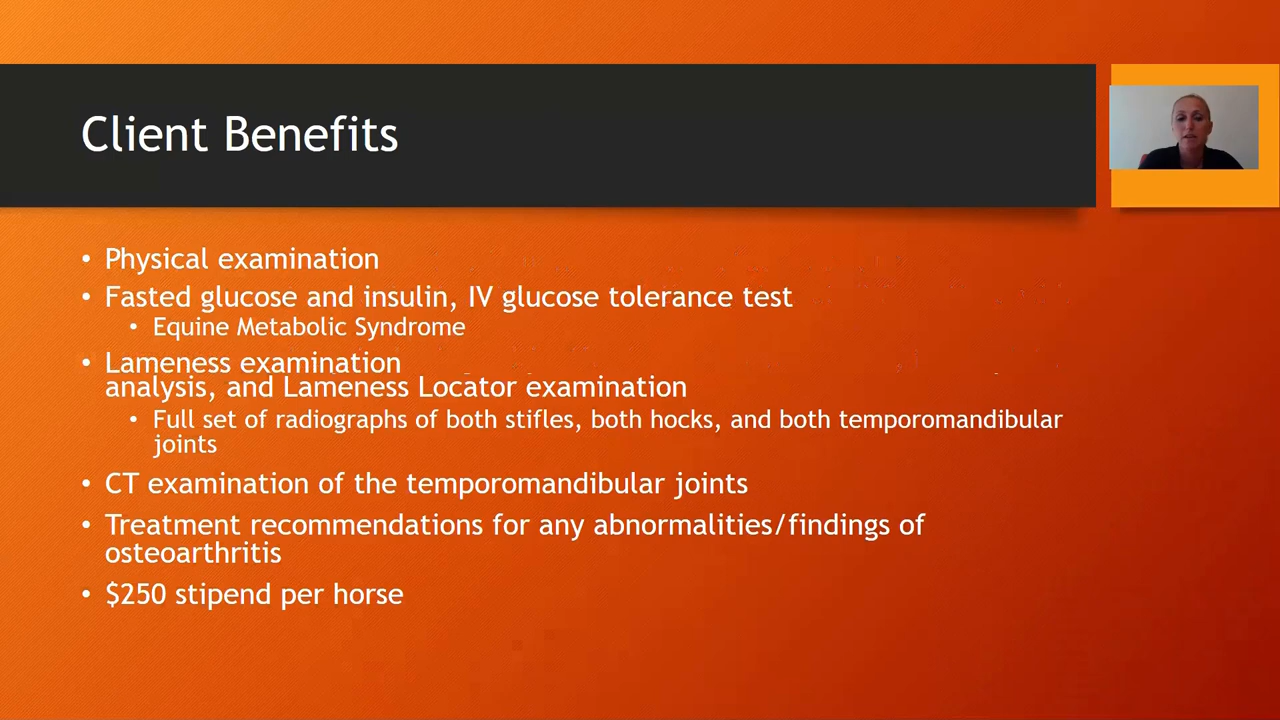 Client Benefits
• Physical examination
• Fasted glucose and insulin, IV glucose tolerance test
• Equine Metabolic Syndrome
• Lameness examination
analysis, and Lameness Locator examination
• Full set of radiographs of both stifles, both hocks, and both temporomandibular
joints
• CT examination of the temporomandibular joints
• Treatment recommendations for any abnormalities/findings of
osteoarthritis
• $250 stipend per horse